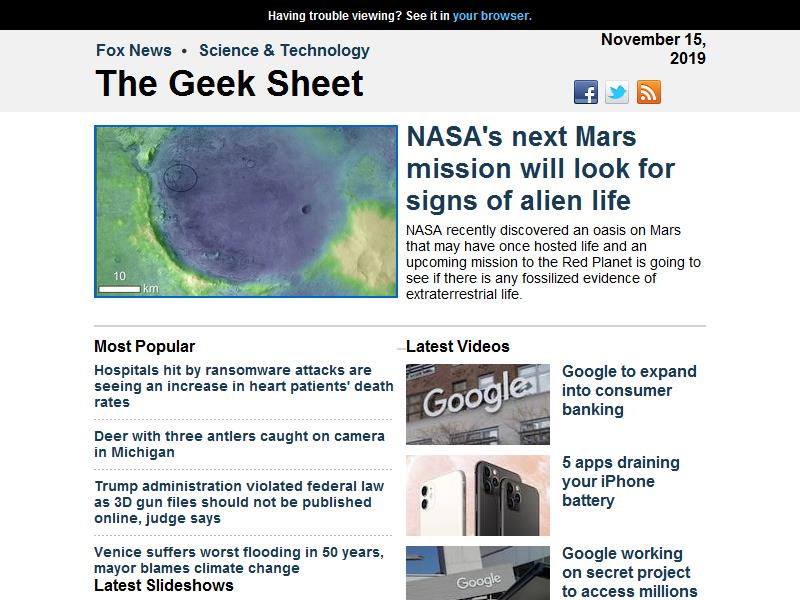 Having trouble viewing? See it in your browser.
Fox News • Science & Technology
The Geek Sheet
November 15,
2019
10
km
NASA's next Mars
mission will look for
signs of alien life
NASA recently discovered an oasis on Mars
that may have once hosted life and an
upcoming mission to the Red Planet is going to
see if there is any fossilized evidence of
extraterrestrial life.
Most Popular
Hospitals hit by ransomware attacks are
seeing an increase in heart patients' death
rates
Deer with three antlers caught on camera
in Michigan
Trump administration violated federal law
as 3D gun files should not be published
online, judge says
Venice suffers worst flooding in 50 years,
mayor blames climate change
Latest Slideshows
Latest Videos
Google
Google to expand
into consumer
banking
5 apps draining
your iPhone
battery
Google
Google working
on secret project
to access millions